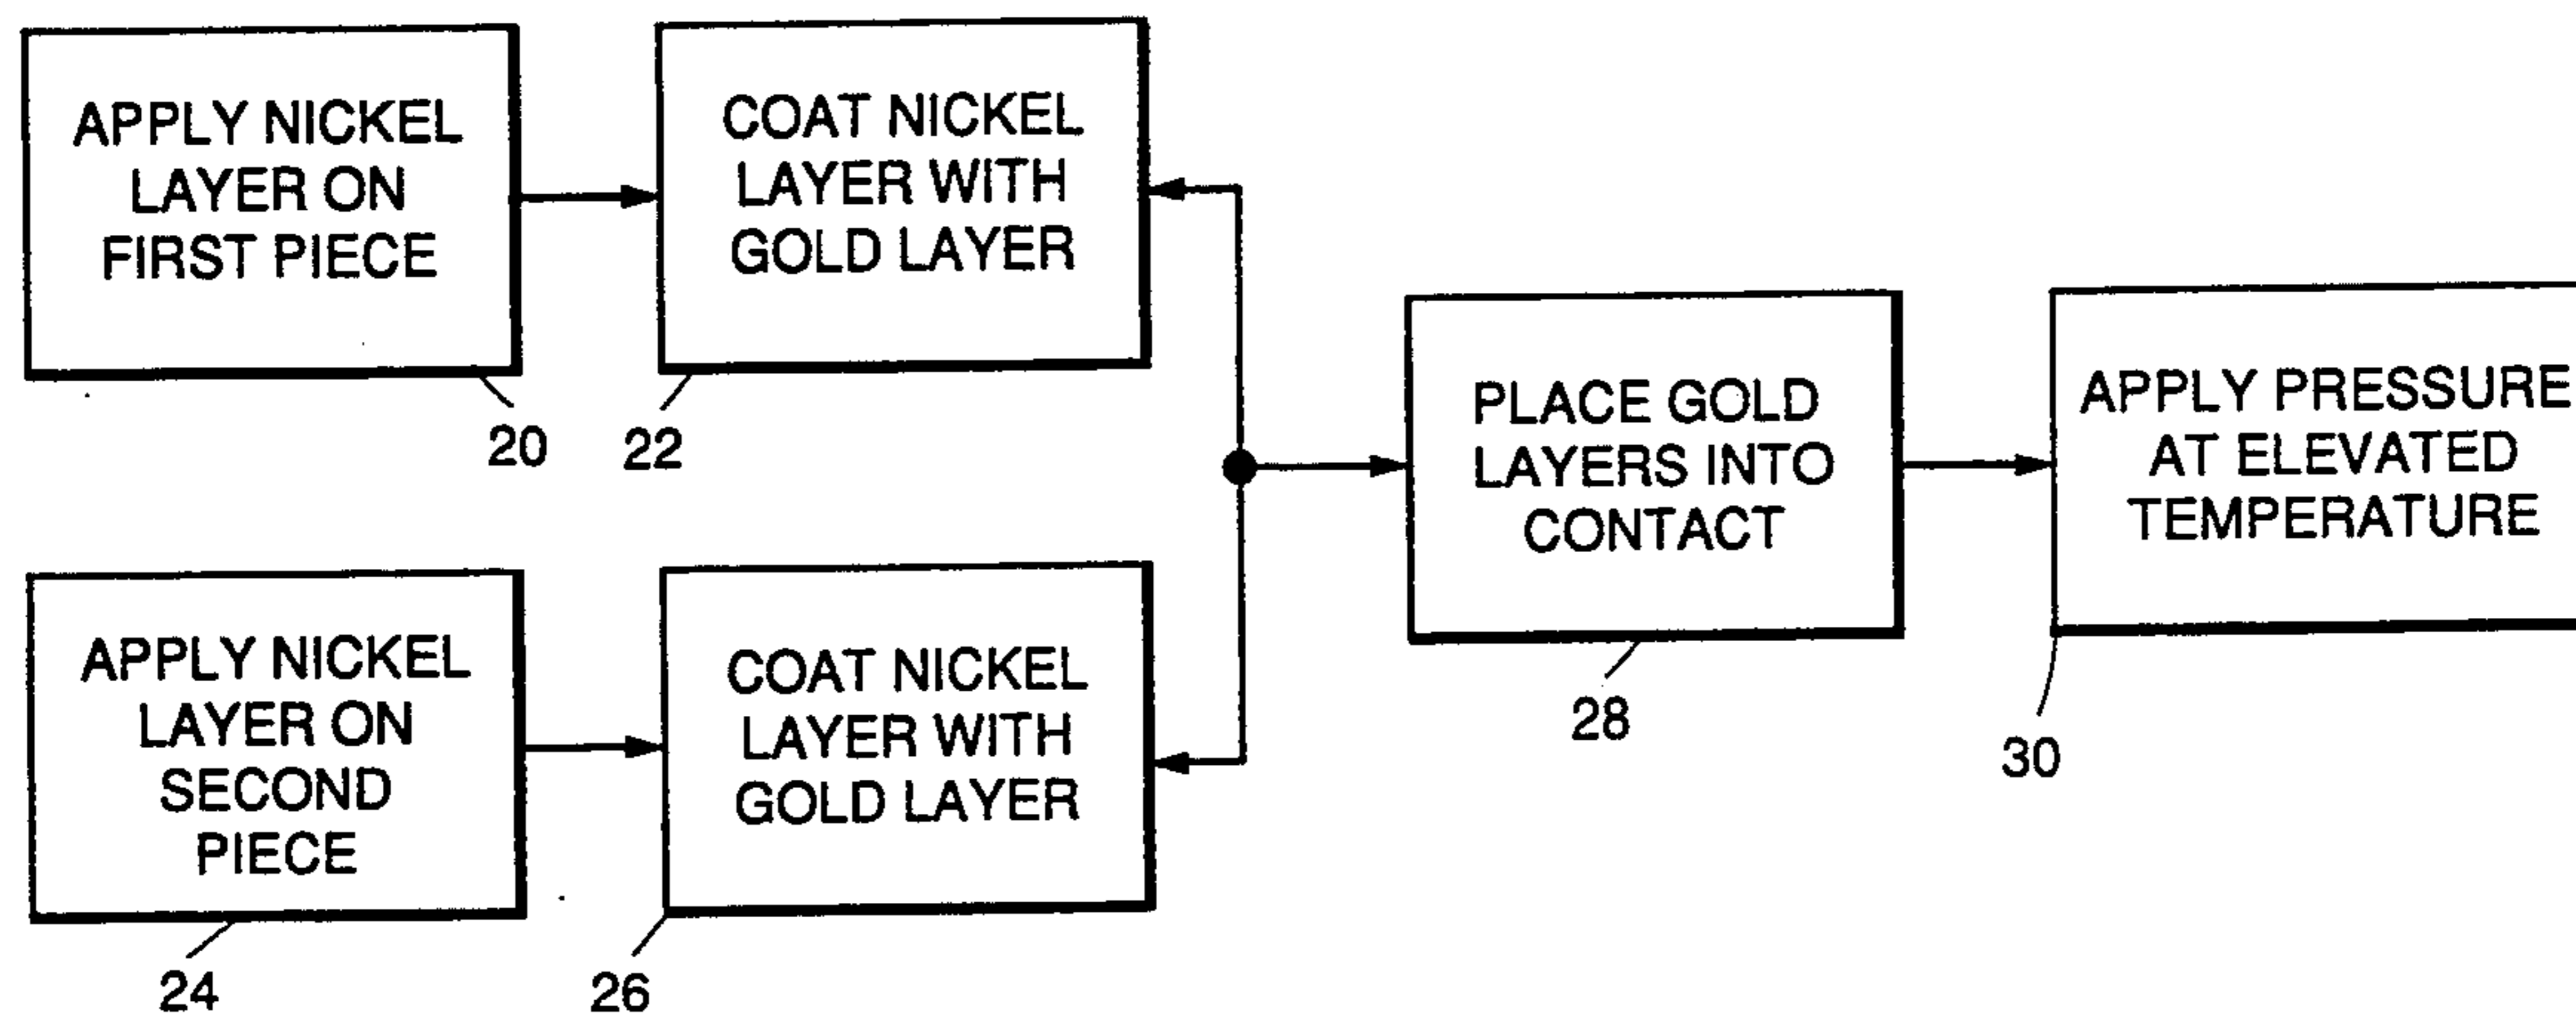 APPLY NICKEL
LAYER ON
FIRST PIECE
20
COAT NICKEL
LAYER WITH
GOLD LAYER
22
APPLY NICKEL
LAYER ON
SECOND
PIECE
24
COAT NICKEL
LAYER WITH
GOLD LAYER
26
PLACE GOLD
LAYERS INTO
CONTACT
28
APPLY PRESSURE
AT ELEVATED
TEMPERATURE
30